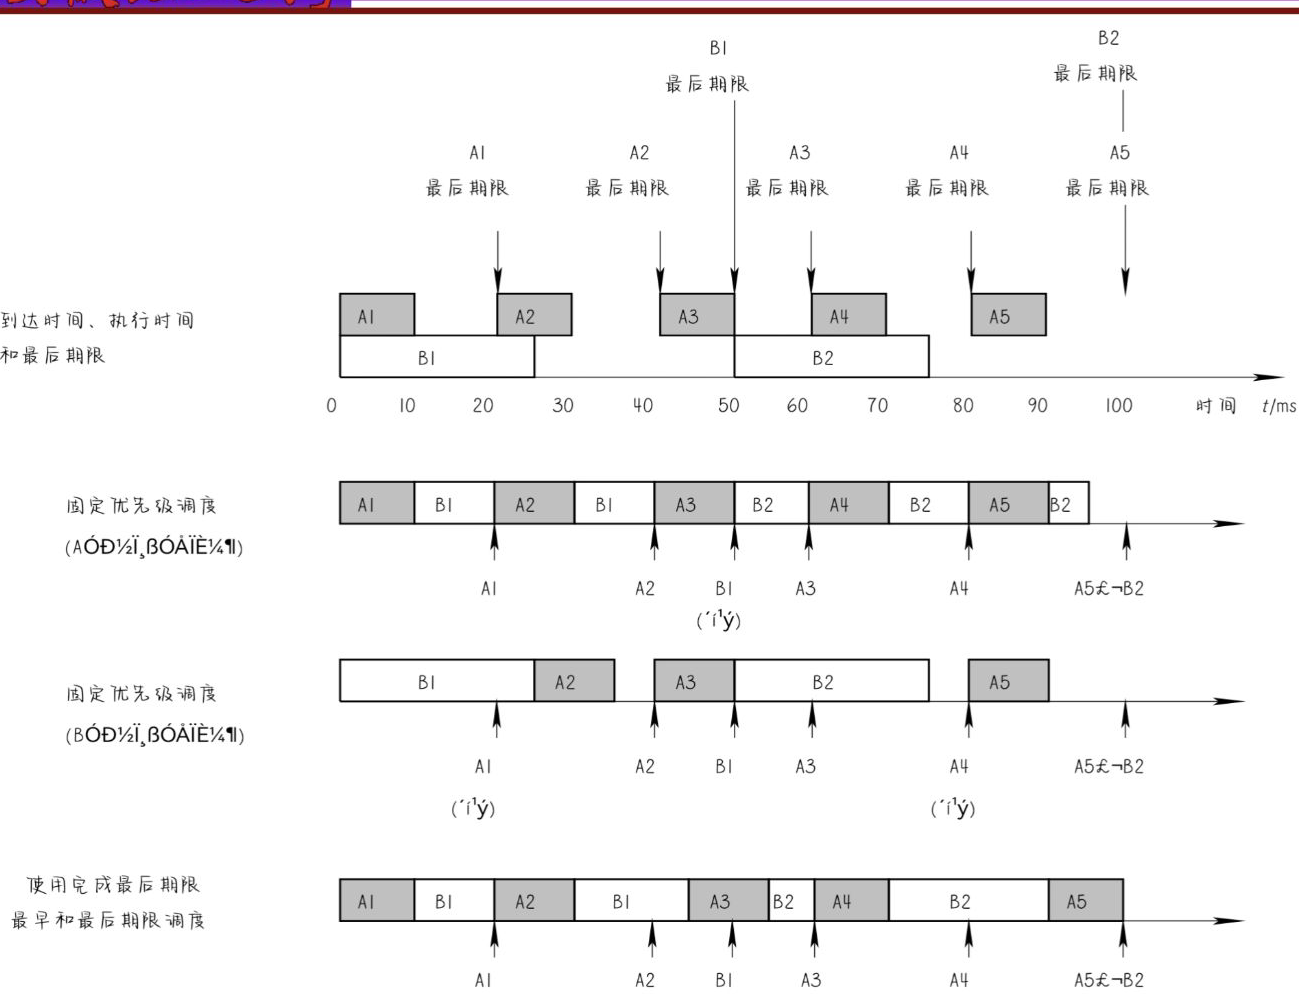 B1
最后期限
B2
最后期限
A1
最后期限
A2
最后期限
A3
最后期限
A4
最后期限
A5
最后期限
到达时间、执行时间
和最后期限
A1 A2 A3 A4 A5
B1 B2
0 10 20 30 40 50 60 70 80 90 100 时间 t/ms
固定优先级调度
(AÓÐ½Ï¸ßÓÅÏÈ¼¶)
A1 B1 A2 B1 A3 B2 A4 B2 A5 B2
A1 A2 B1 A3 A4 A5£¬B2
(´í¹ý)
固定优先级调度
(BÓÐ½Ï¸ßÓÅÏÈ¼¶)
B1 A2 A3 B2 A5
A1 A2 B1 A3 A4 A5£¬B2
(´í¹ý) (´í¹ý)
使用完成最后期限
最早和最后期限调度
A1 B1 A2 B1 A3 B2 A4 B2 A5
A1 A2 B1 A3 A4 A5£¬B2